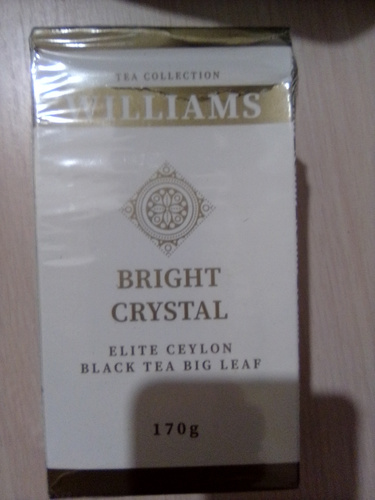 TEA COLLECTION
WILLIAMS
BRIGHT
CRYSTAL
ELITE CEYLON
BLACK TEA BIG LEAF
170g